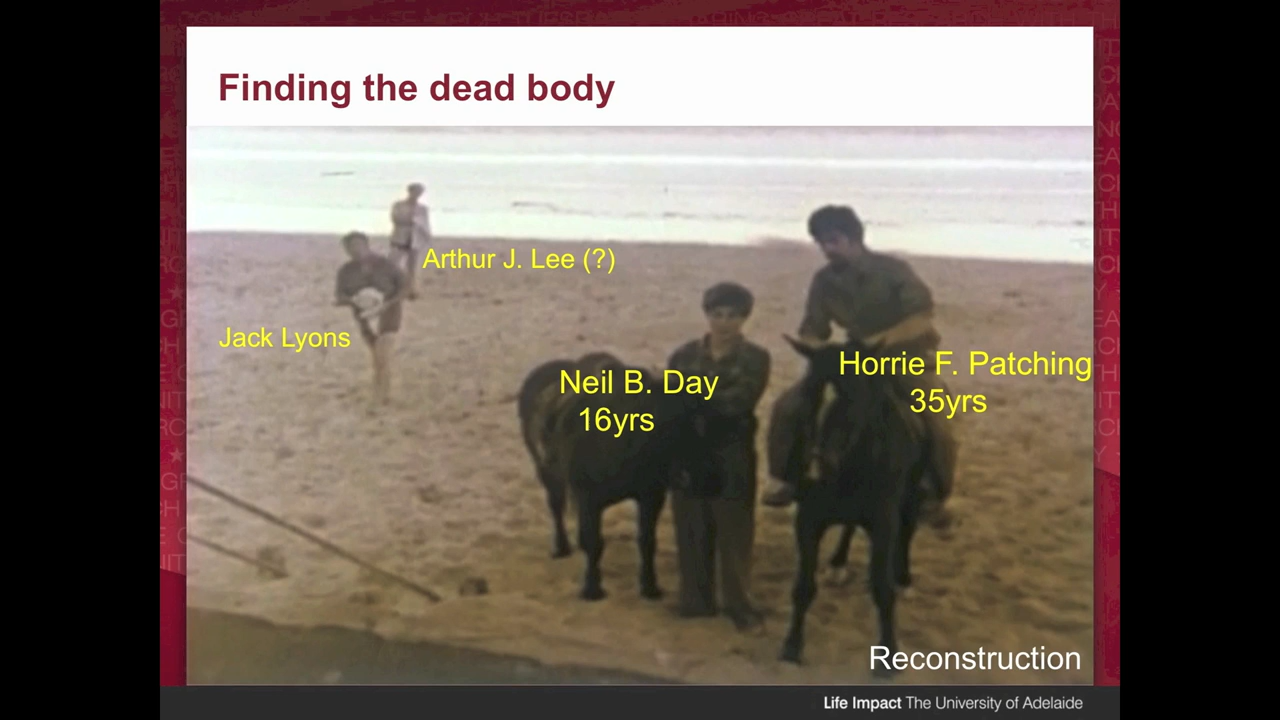 Finding the dead body
Arthur J. Lee (?)
Jack Lyons
Neil B. Day
16yrs
Horrie F. Patching
35yrs
Reconstruction
Life Impact The University of Adelaide